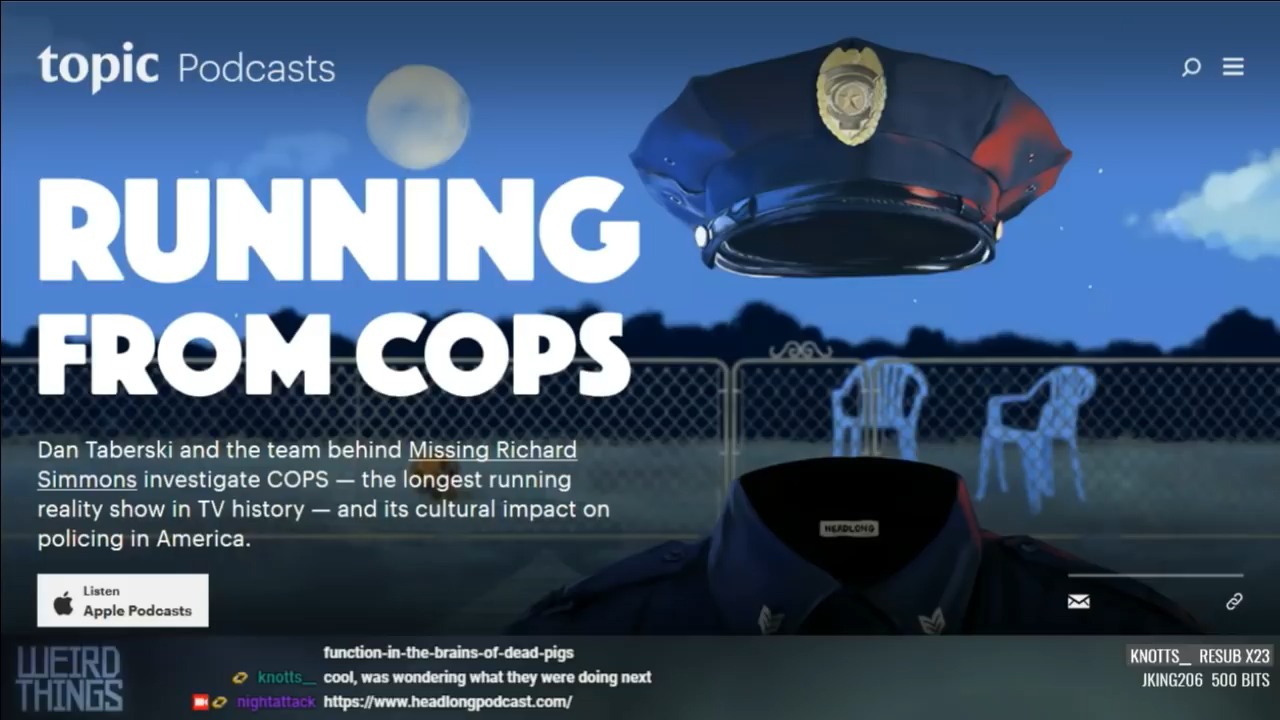 topic Podcasts
RUNNING
FROM COPS
Dan Taberski and the team behind Missing Richard
Simmons investigate COPS — the longest running
reality show in TV history — and its cultural impact on
policing in America.
Listen
Apple Podcasts
HEADLONG
WEIRD
THINGS
function-in-the-brains-of-dead-pigs
knotts__ cool, was wondering what they were doing next
nightattack https://www.headlongpodcast.com/
KNOTTS__ RESUB X23
JKING206 500 BITS